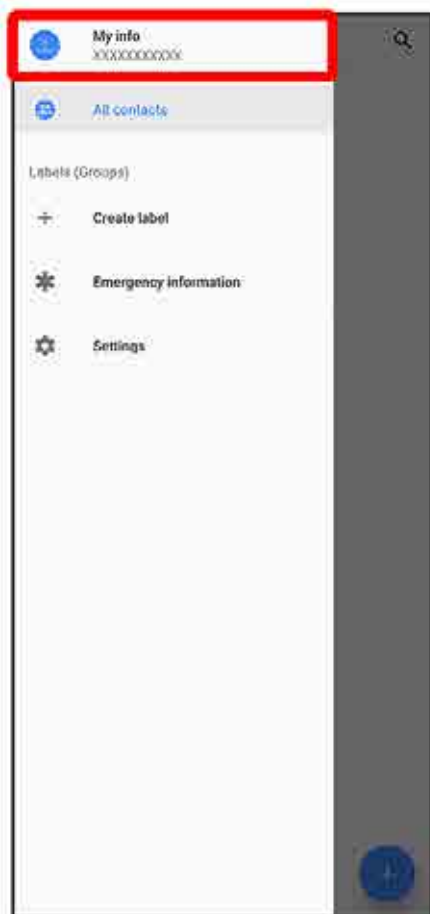 My info
XXXXXXXXXXX
All contacts
Labels (Groups)
Create label
Emergency information
Settings